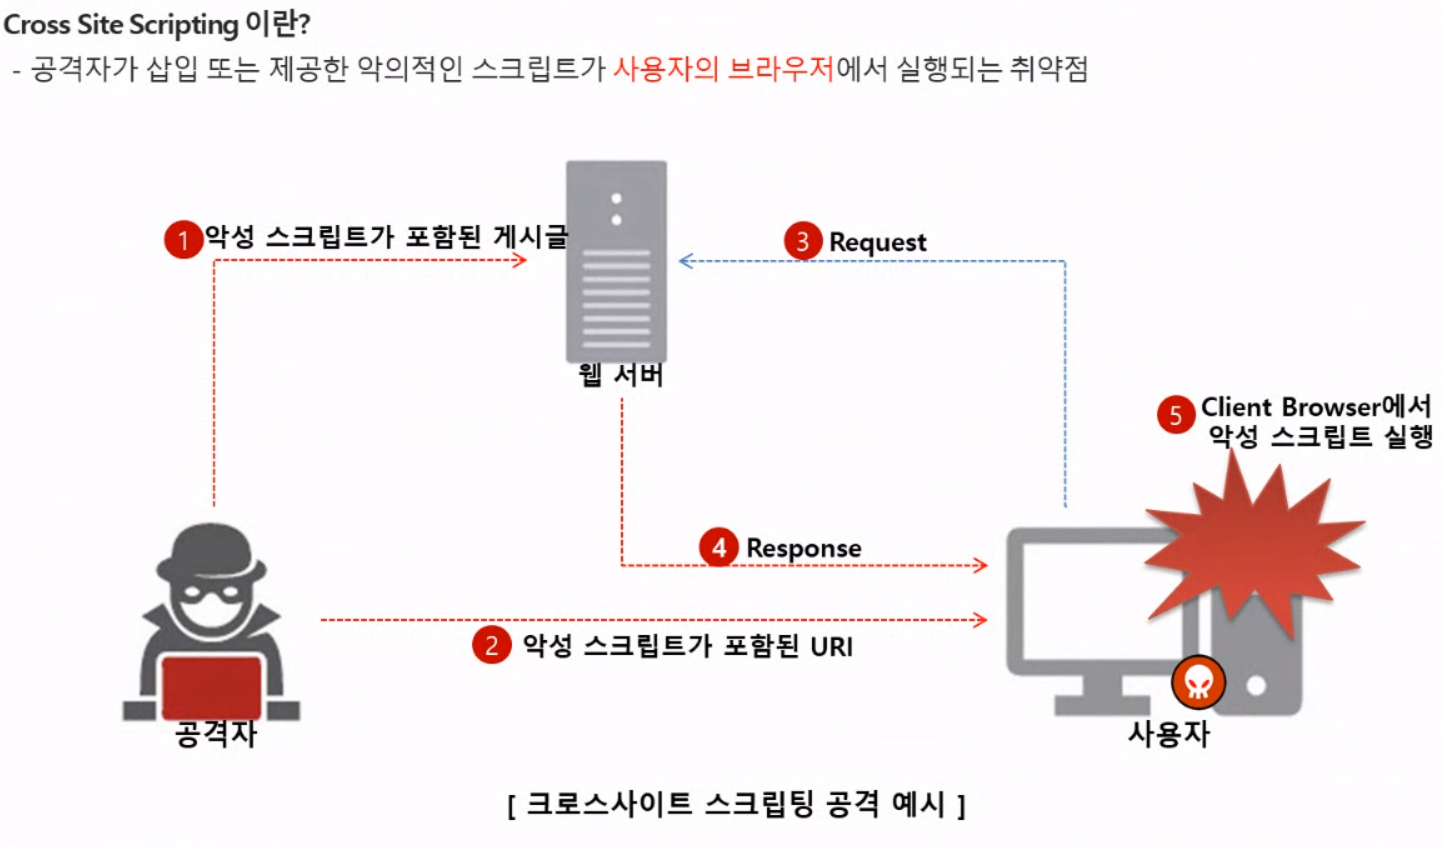 Cross Site Scripting 이란?
- 공격자가 삽입 또는 제공한 악의적인 스크립트가 사용자의 브라우저에서 실행되는 취약점
1 악성 스크립트가 포함된 게시글
3 Request
웹 서버
5 Client Browser에서
악성 스크립트 실행
4 Response
2 악성 스크립트가 포함된 URI
공격자
사용자
[ 크로스사이트 스크립팅 공격 예시 ]